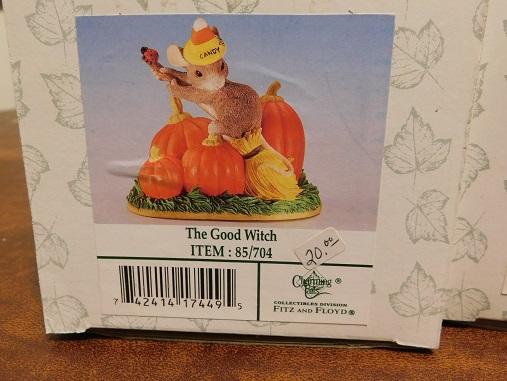 CANDY
The Good Witch
ITEM : 85/704
20.00
7 42414 17449 5
Charming Tails ®
COLLECTIBLES DIVISION
FITZ AND FLOYD®